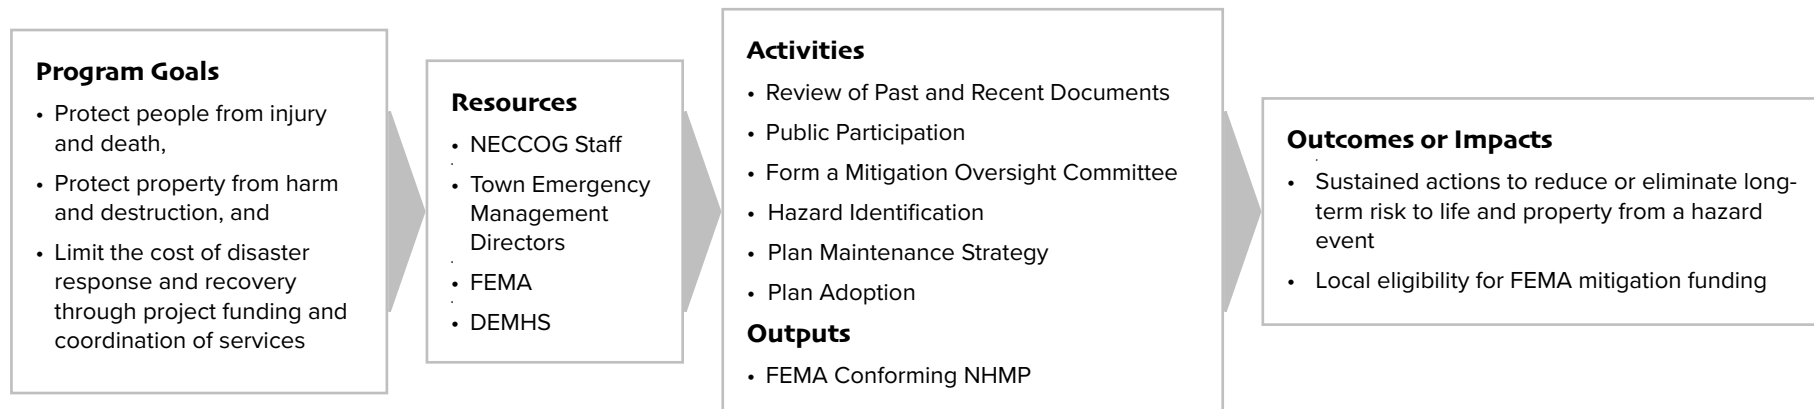 Program Goals
• Protect people from injury
and death,
• Protect property from harm
and destruction, and
• Limit the cost of disaster
response and recovery
through project funding and
coordination of services
Resources
• NECCOG Staff
• Town Emergency
Management
Directors
• FEMA
• DEMHS
Activities
• Review of Past and Recent Documents
• Public Participation
• Form a Mitigation Oversight Committee
• Hazard Identification
• Plan Maintenance Strategy
• Plan Adoption
Outputs
• FEMA Conforming NHMP
Outcomes or Impacts
• Sustained actions to reduce or eliminate long-
term risk to life and property from a hazard
event
• Local eligibility for FEMA mitigation funding